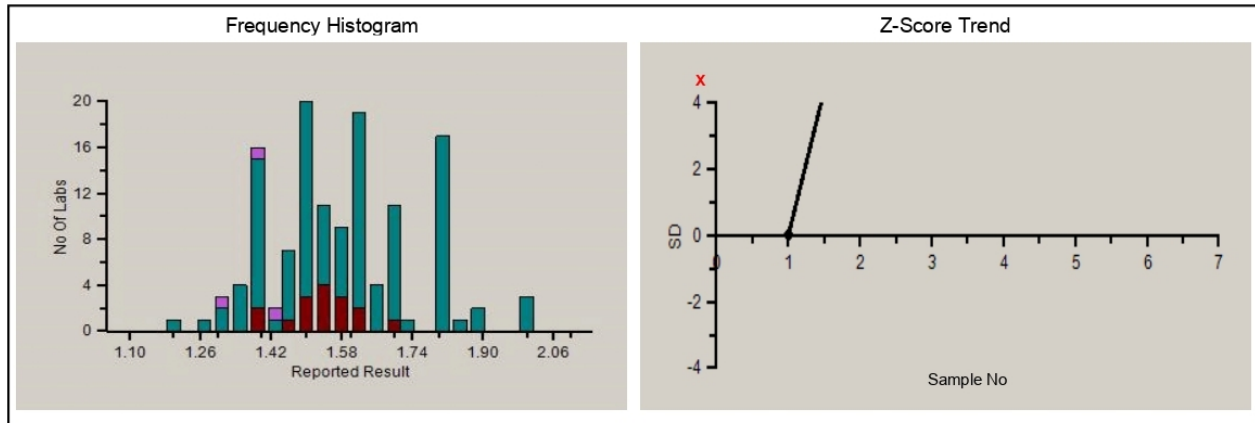 Frequency Histogram
20
16
12
8
4
0
No Of Labs
1.10 1.26 1.42 1.58 1.74 1.90 2.06
Reported Result
Z-Score Trend
X
4
2
0
-2
-4
SD
0 1 2 3 4 5 6 7
Sample No